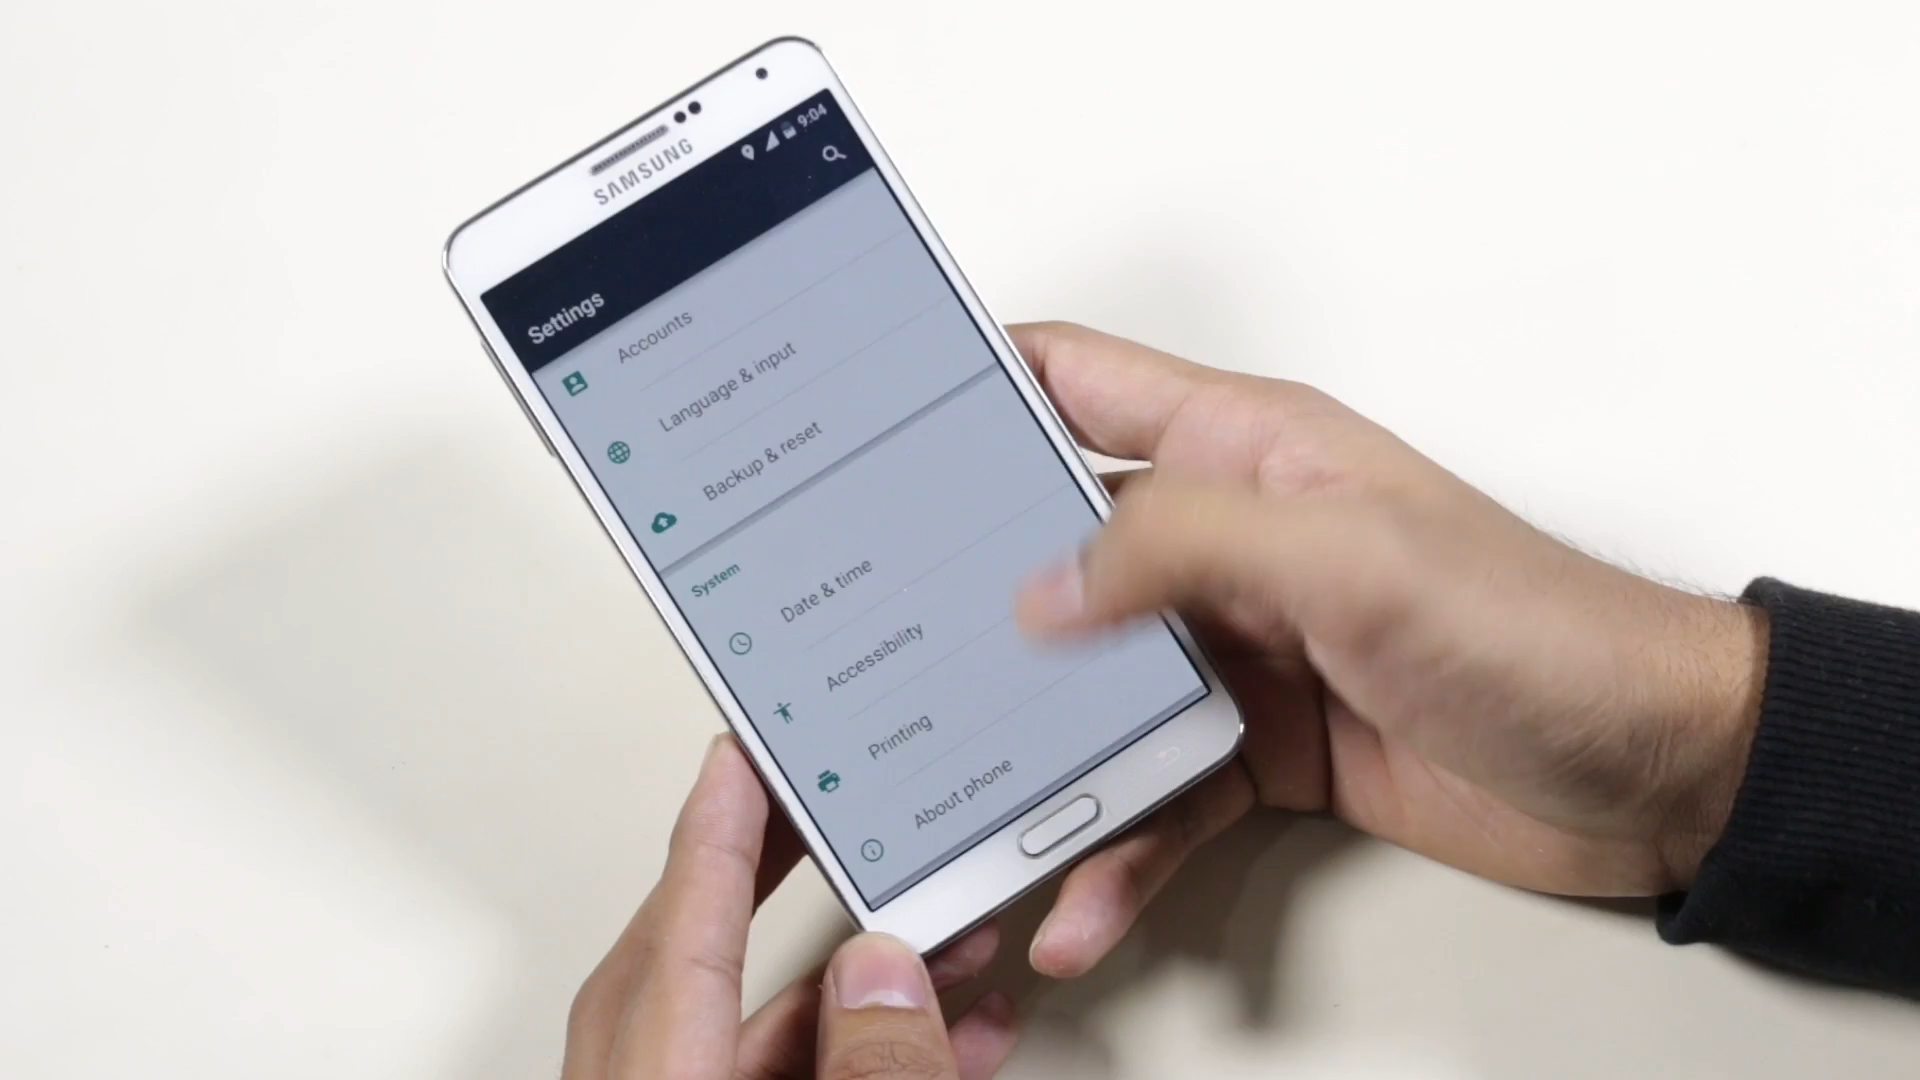 SAMSUNG
9:04
Settings
Accounts
Language & input
Backup & reset
System
Date & time
Accessibility
Printing
About phone